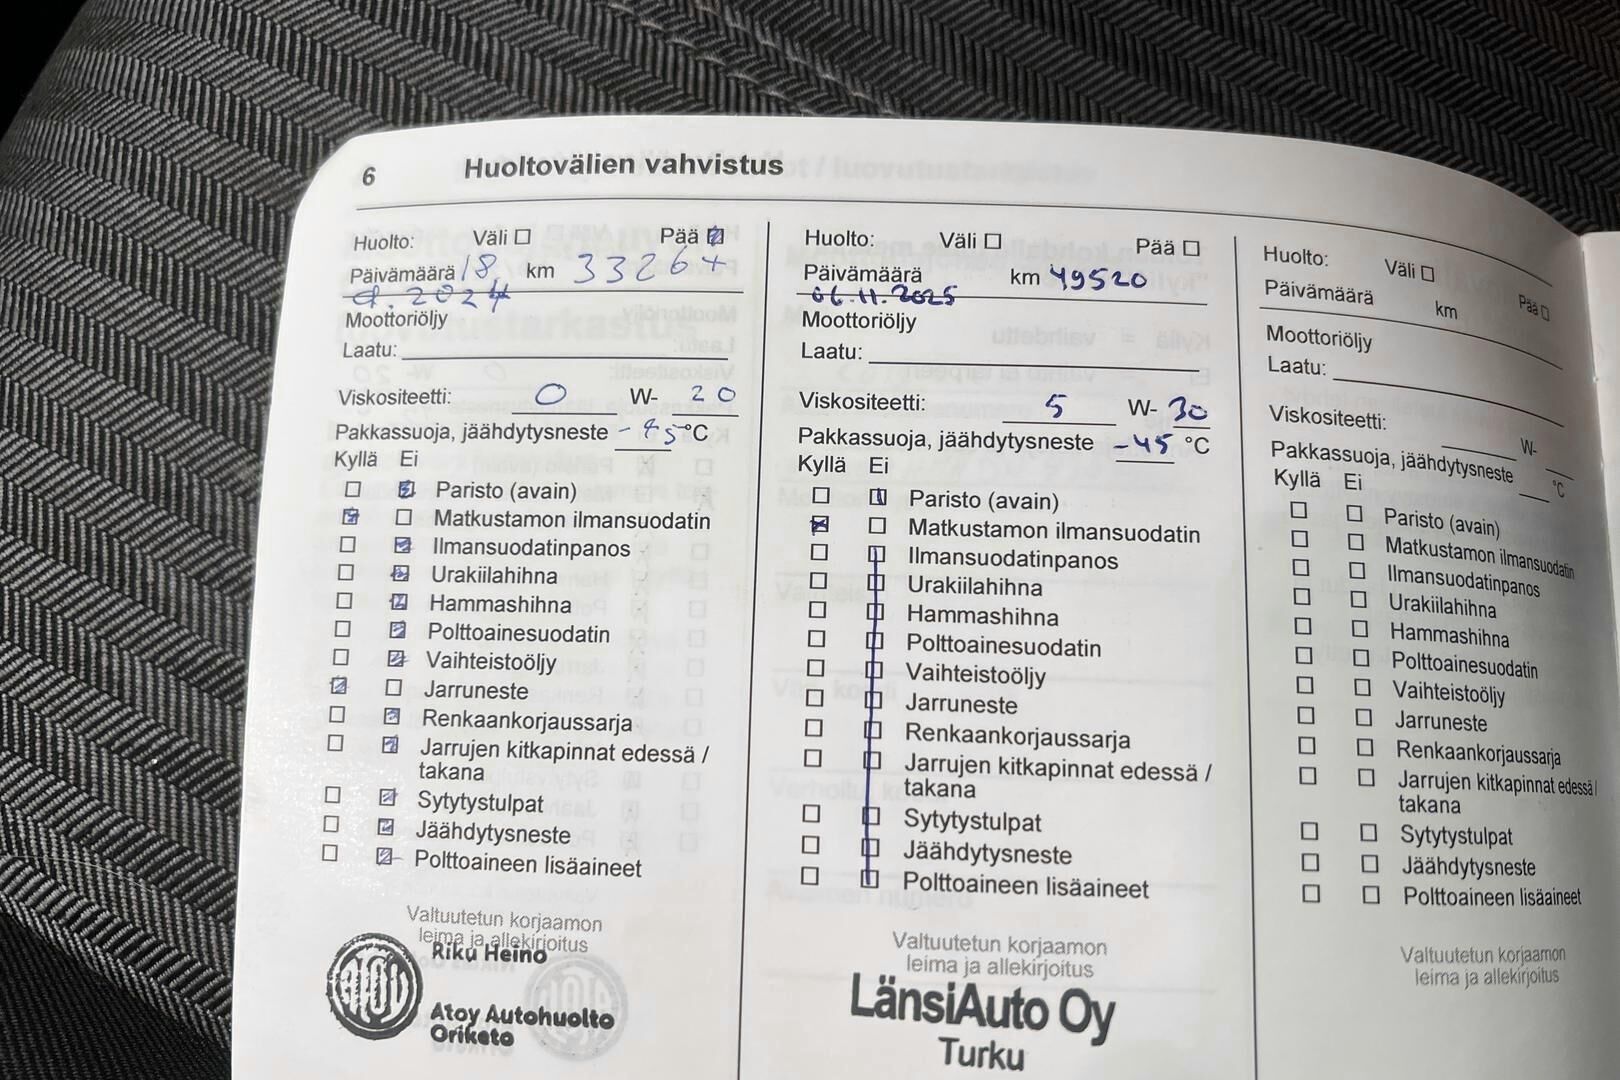 6 Huoltovälien vahvistus
Huolto: Väli ☐ Pää ☒
Päivämäärä 18 km 33264
9.2024
Moottoriöljy
Laatu:
Viskositeetti: 0 W- 20
Pakkassuoja, jäähdytysneste -45 °C
Kyllä Ei
☐ ☒ Paristo (avain)
☒ ☐ Matkustamon ilmansuodatin
☐ ☒ Ilmansuodatinpanos
☐ ☒ Urakiilahihna
☐ ☒ Hammashihna
☐ ☒ Polttoainesuodatin
☐ ☒ Vaihteistoöljy
☒ ☐ Jarruneste
☐ ☒ Renkaankorjaussarja
☐ ☒ Jarrujen kitkapinnat edessä /
takana
☐ ☒ Sytytystulpat
☐ ☒ Jäähdytysneste
☐ ☒ Polttoaineen lisäaineet
Valtuutetun korjaamon
leima ja allekirjoitus
Riku Heino
ATOY
Atoy Autohuolto
Oriketo
Huolto: Väli ☐ Pää ☐
Päivämäärä km 49520
06.11.2025
Moottoriöljy
Laatu:
Viskositeetti: 5 W- 30
Pakkassuoja, jäähdytysneste -45 °C
Kyllä Ei
☐ ☒ Paristo (avain)
☒ ☐ Matkustamon ilmansuodatin
☐ ☒ Ilmansuodatinpanos
☐ ☒ Urakiilahihna
☐ ☒ Hammashihna
☐ ☒ Polttoainesuodatin
☐ ☒ Vaihteistoöljy
☐ ☒ Jarruneste
☐ ☒ Renkaankorjaussarja
☐ ☒ Jarrujen kitkapinnat edessä /
takana
☐ ☒ Sytytystulpat
☐ ☒ Jäähdytysneste
☐ ☒ Polttoaineen lisäaineet
Valtuutetun korjaamon
leima ja allekirjoitus
LänsiAuto Oy
Turku
Huolto: Väli ☐ Pää ☐
Päivämäärä km
Moottoriöljy
Laatu:
Viskositeetti: W-
Pakkassuoja, jäähdytysneste °C
Kyllä Ei
☐ ☐ Paristo (avain)
☐ ☐ Matkustamon ilmansuodatin
☐ ☐ Ilmansuodatinpanos
☐ ☐ Urakiilahihna
☐ ☐ Hammashihna
☐ ☐ Polttoainesuodatin
☐ ☐ Vaihteistoöljy
☐ ☐ Jarruneste
☐ ☐ Renkaankorjaussarja
☐ ☐ Jarrujen kitkapinnat edessä /
takana
☐ ☐ Sytytystulpat
☐ ☐ Jäähdytysneste
☐ ☐ Polttoaineen lisäaineet
Valtuutetun korjaamon
leima ja allekirjoitus